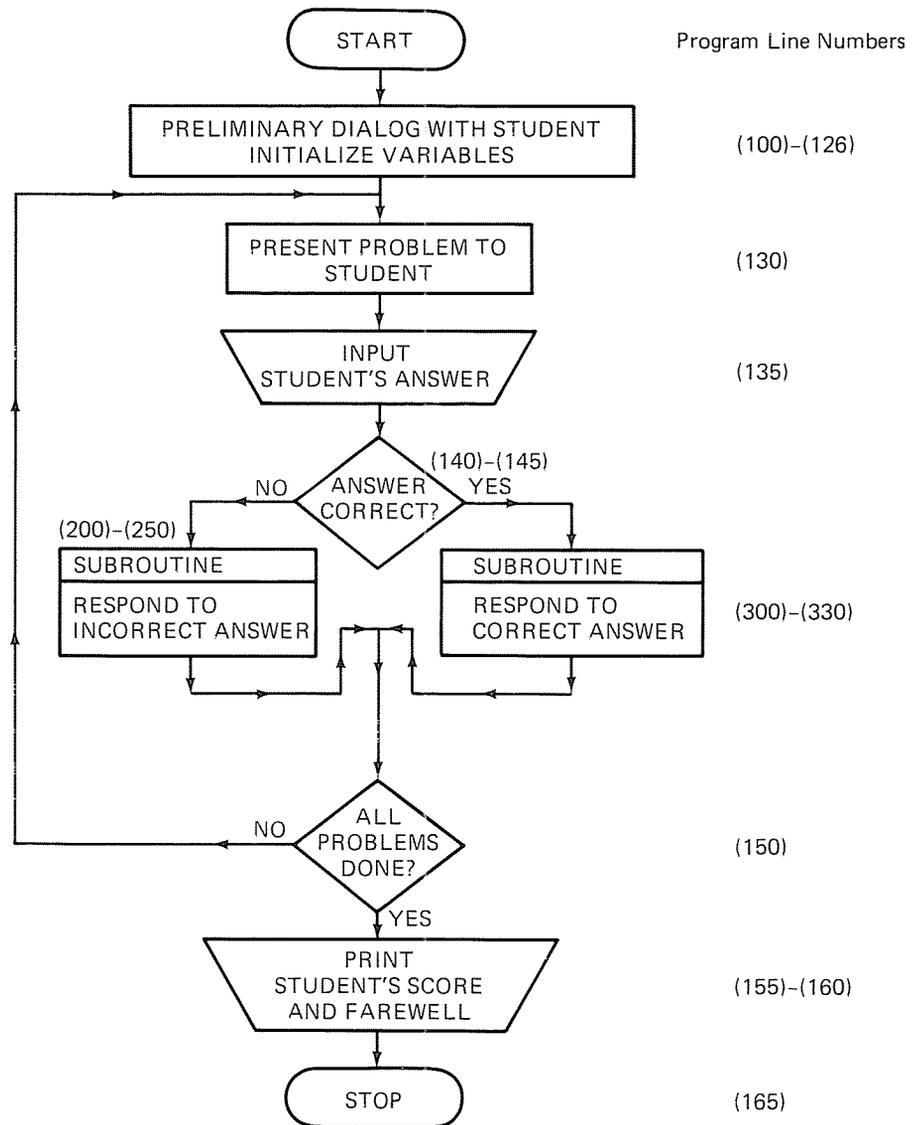 START
Program Line Numbers
PRELIMINARY DIALOG WITH STUDENT
INITIALIZE VARIABLES
(100)–(126)
PRESENT PROBLEM TO
STUDENT
(130)
INPUT
STUDENT'S ANSWER
(135)
(140)–(145)
NO
ANSWER
CORRECT?
YES
(200)–(250)
SUBROUTINE
RESPOND TO
INCORRECT ANSWER
SUBROUTINE
RESPOND TO
CORRECT ANSWER
(300)–(330)
NO
ALL
PROBLEMS
DONE?
(150)
YES
PRINT
STUDENT'S SCORE
AND FAREWELL
(155)–(160)
STOP
(165)